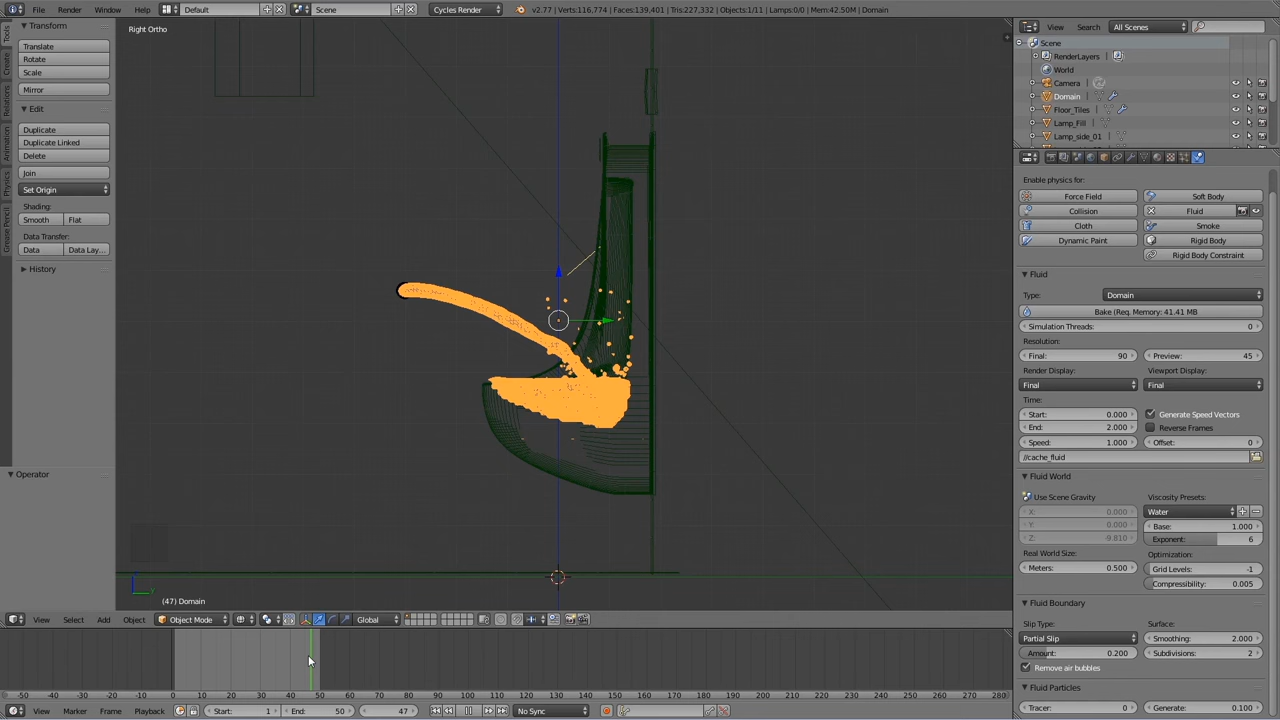 File Render Window Help Default Scene Cycles Render v2.77 | Verts:116,774 | Faces:139,401 | Tris:227,332 | Objects:1/11 | Lamps:0/0 | Mem:42.50M | Domain
Tools
Create
Relations
Animation
Physics
Grease Pencil
Transform
Translate
Rotate
Scale
Mirror
Edit
Duplicate
Duplicate Linked
Delete
Join
Set Origin
Shading:
Smooth Flat
Data Transfer:
Data Data Lay...
History
Operator
Right Ortho
(47) Domain
View Select Add Object Object Mode Global
-50 -40 -30 -20 -10 0 10 20 30 40 50 60 70 80 90 100 110 120 130 140 150 160 170 180 190 200 210 220 230 240 250 260 270 280
View Marker Frame Playback Start: 1 End: 50 47 No Sync
View Search All Scenes
Scene
RenderLayers
World
Camera
Domain
Floor_Tiles
Lamp_Fill
Lamp_side_01
Enable physics for:
Force Field Soft Body
Collision Fluid
Cloth Smoke
Dynamic Paint Rigid Body
Rigid Body Constraint
Fluid
Type: Domain
Bake (Req. Memory: 41.41 MB
Simulation Threads: 0
Resolution:
Final: 90 Preview: 45
Render Display: Viewport Display:
Final Final
Time:
Start: 0.000 Generate Speed Vectors
End: 2.000 Reverse Frames
Speed: 1.000 Offset: 0
//cache_fluid
Fluid World
Use Scene Gravity Viscosity Presets:
X: 0.000 Water
Y: 0.000 Base: 1.000
Z: -9.810 Exponent: 6
Real World Size: Optimization:
Meters: 0.500 Grid Levels: -1
Compressibility: 0.005
Fluid Boundary
Slip Type: Surface:
Partial Slip Smoothing: 2.000
Amount: 0.200 Subdivisions: 2
Remove air bubbles
Fluid Particles
Tracer: 0 Generate: 0.100